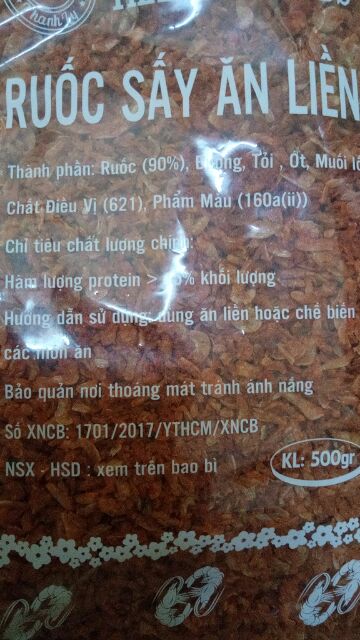 Thanh Hy
RUỐC SẤY ĂN LIỀN
Thành phần: Ruốc (90%), Đường, Tỏi , Ớt, Muối
Chất Điều Vị (621), Phẩm Màu (160a(ii))
Chỉ tiêu chất lượng chính:
Hàm lượng protein > khối lượng
Hướng dẫn sử dụng: dùng ăn liền hoặc chế biến
các món ăn
Bảo quản nơi thoáng mát tránh ánh nắng
Số XNCB: 1701/2017/YTHCM/XNCB
NSX - HSD : xem trên bao bì
KL: 500gr